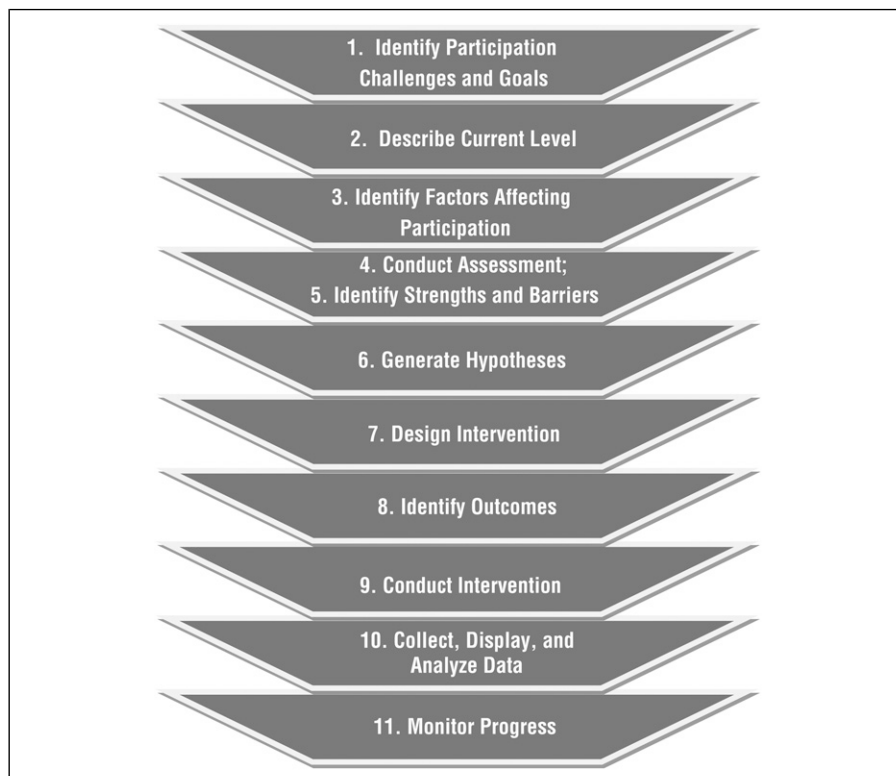 1. Identify Participation
Challenges and Goals
2. Describe Current Level
3. Identify Factors Affecting
Participation
4. Conduct Assessment;
5. Identify Strengths and Barriers
6. Generate Hypotheses
7. Design Intervention
8. Identify Outcomes
9. Conduct Intervention
10. Collect, Display, and
Analyze Data
11. Monitor Progress